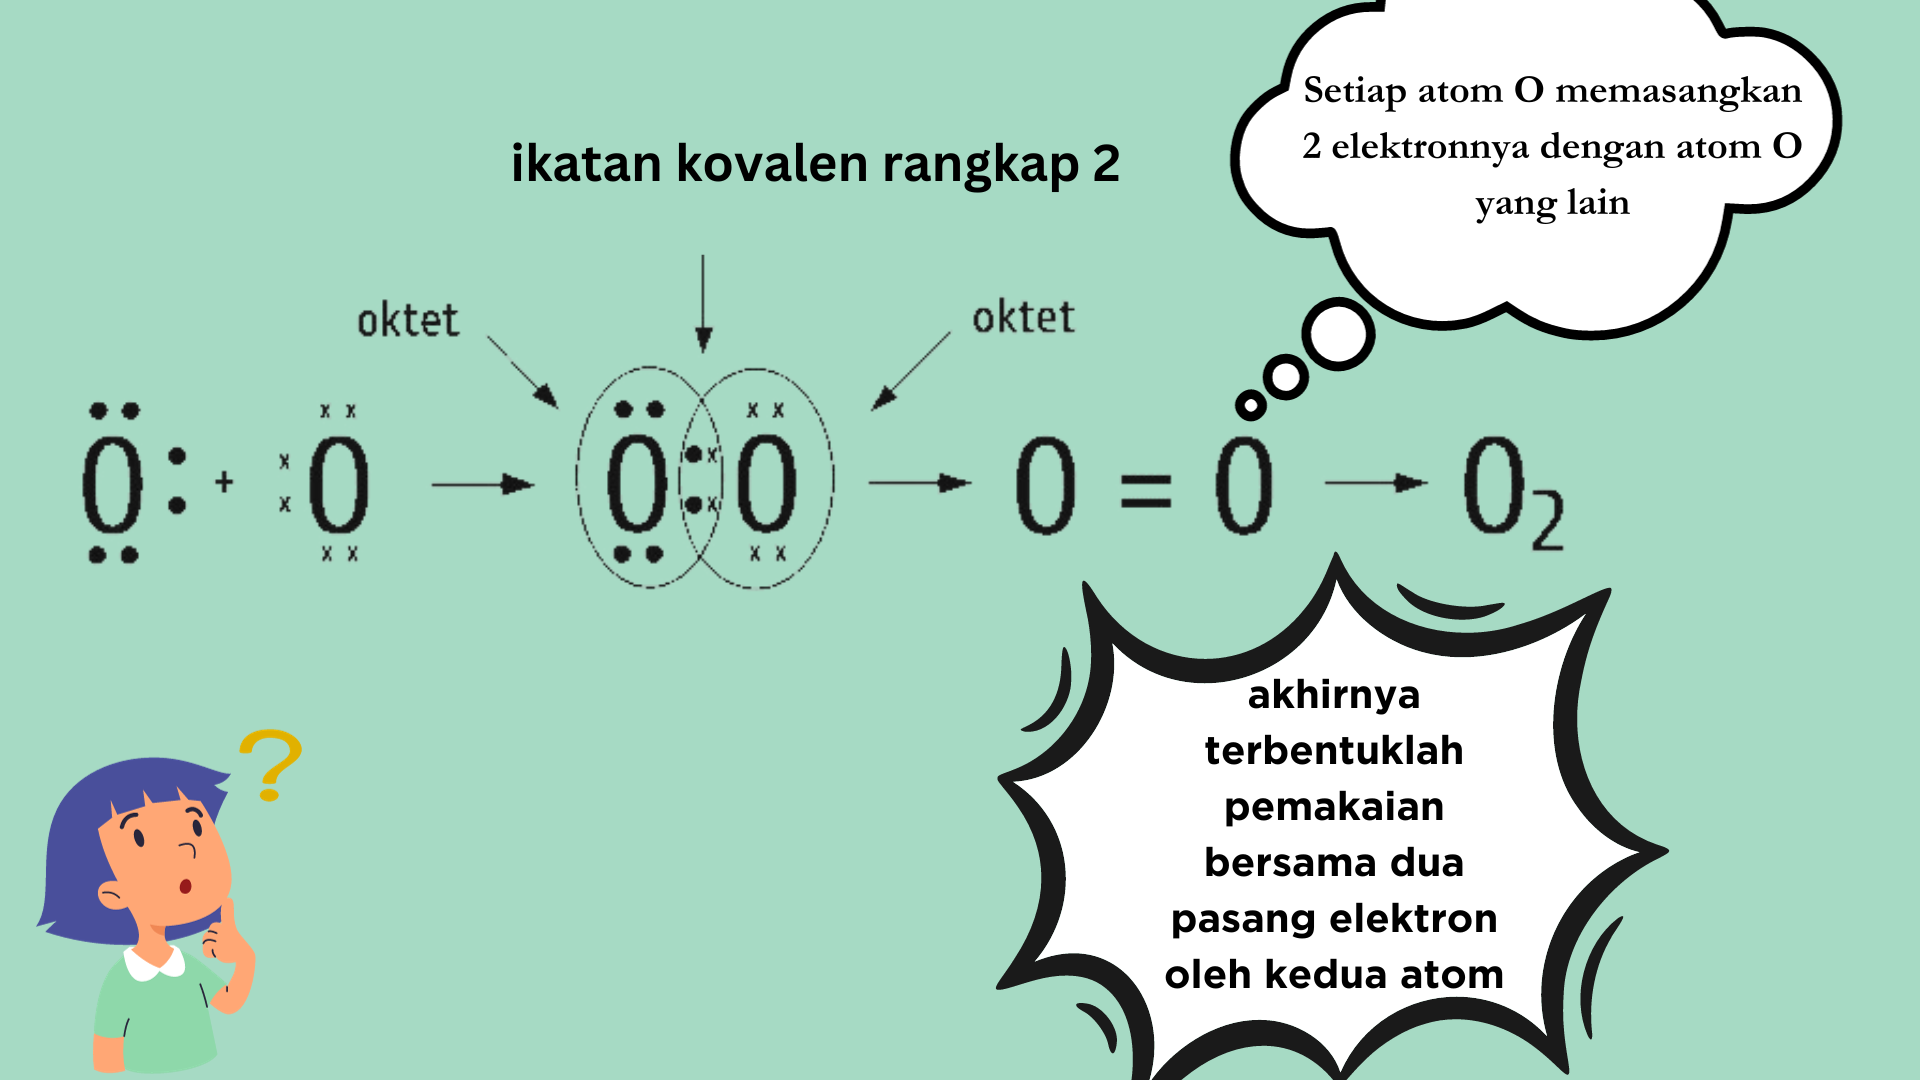 Setiap atom O memasangkan
2 elektronnya dengan atom O
yang lain
ikatan kovalen rangkap 2
oktet
oktet
O + O → O O → O = O → O2
?
akhirnya
terbentuklah
pemakaian
bersama dua
pasang elektron
oleh kedua atom